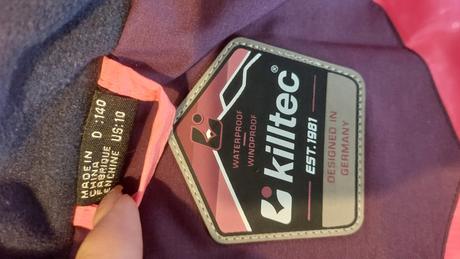 killtec®
EST.1981
WATERPROOF
WINDPROOF
DESIGNED IN
GERMANY
D :140
US:10
MADE IN
CHINA
FABRIQUE
EN CHINE